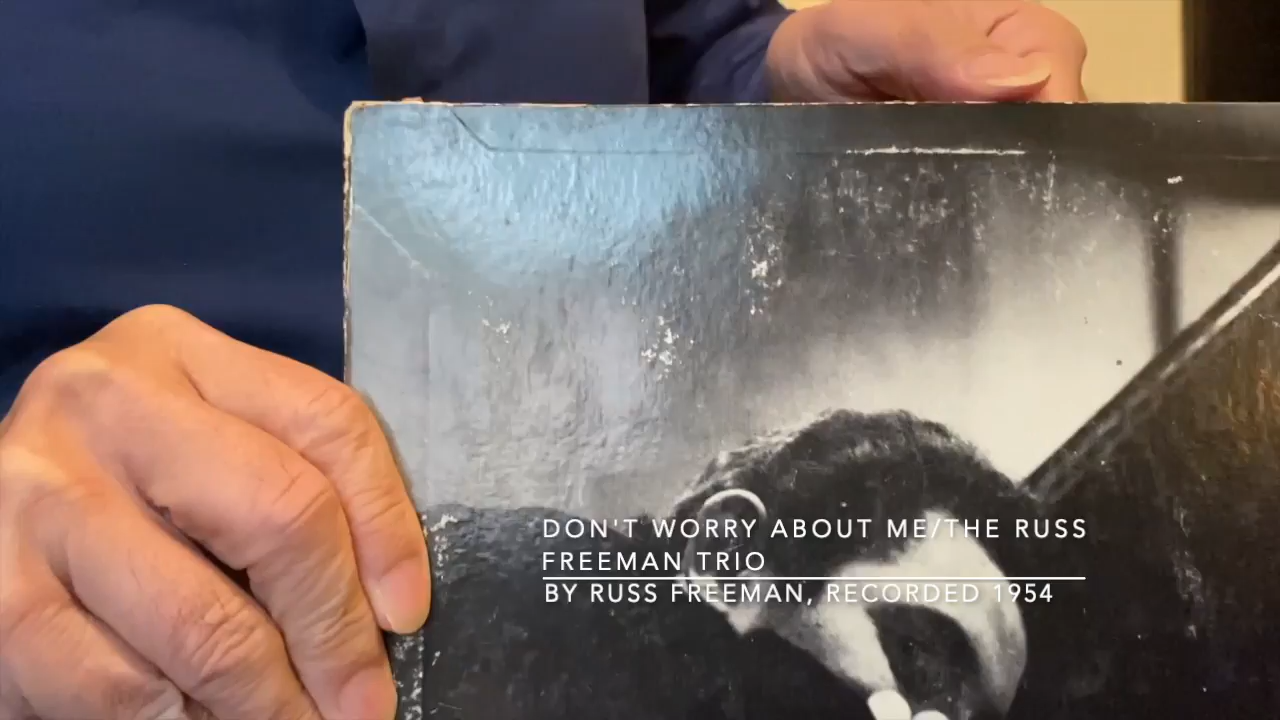 DON'T WORRY ABOUT ME/THE RUSS
FREEMAN TRIO
BY RUSS FREEMAN, RECORDED 1954